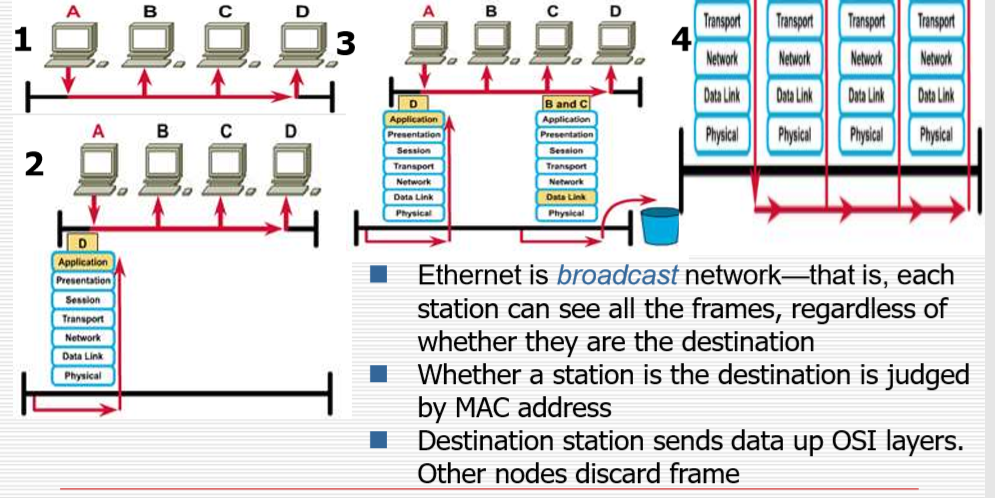 1
A B C D
2
A B C D
D
Application
Presentation
Session
Transport
Network
Data Link
Physical
3
A B C D
D
Application
Presentation
Session
Transport
Network
Data Link
Physical
B and C
Application
Presentation
Session
Transport
Network
Data Link
Physical
4
Transport Transport Transport Transport
Network Network Network Network
Data Link Data Link Data Link Data Link
Physical Physical Physical Physical
Ethernet is broadcast network—that is, each
station can see all the frames, regardless of
whether they are the destination
Whether a station is the destination is judged
by MAC address
Destination station sends data up OSI layers.
Other nodes discard frame